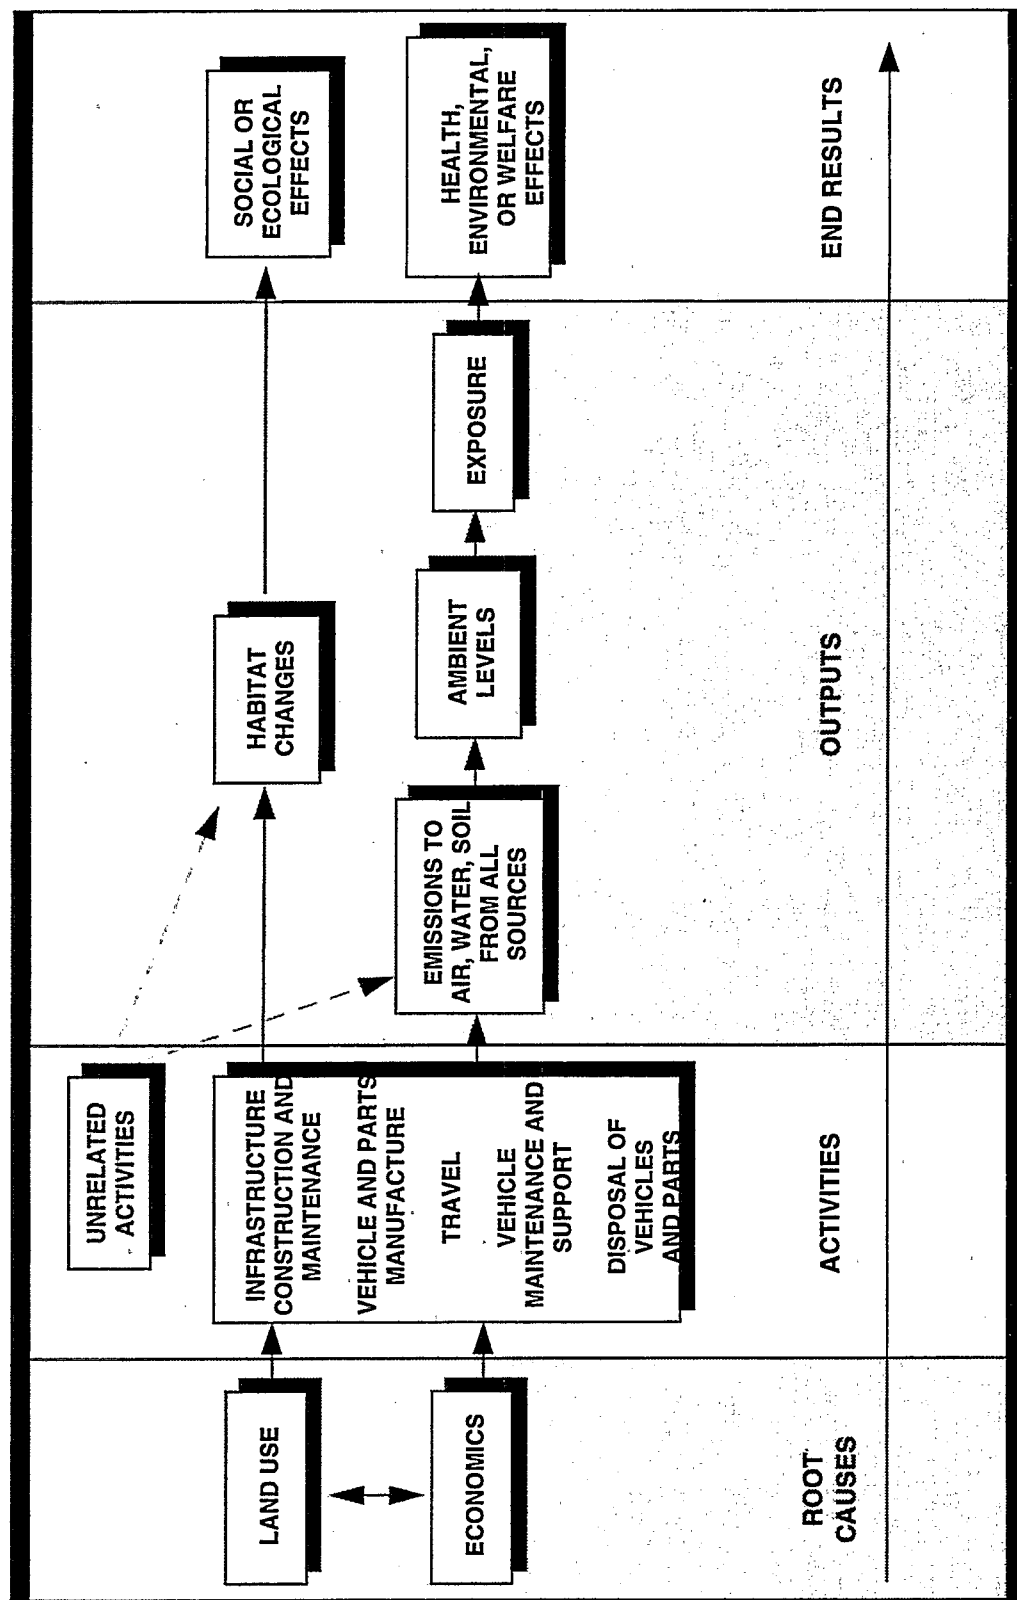 UNRELATED
ACTIVITIES
LAND USE
ECONOMICS
INFRASTRUCTURE
CONSTRUCTION AND
MAINTENANCE
VEHICLE AND PARTS
MANUFACTURE
TRAVEL
VEHICLE
MAINTENANCE AND
SUPPORT
DISPOSAL OF
VEHICLES
AND PARTS
HABITAT
CHANGES
EMISSIONS TO
AIR, WATER, SOIL
FROM ALL
SOURCES
AMBIENT
LEVELS
EXPOSURE
SOCIAL OR
ECOLOGICAL
EFFECTS
HEALTH,
ENVIRONMENTAL,
OR WELFARE
EFFECTS
ROOT
CAUSES
ACTIVITIES
OUTPUTS
END RESULTS